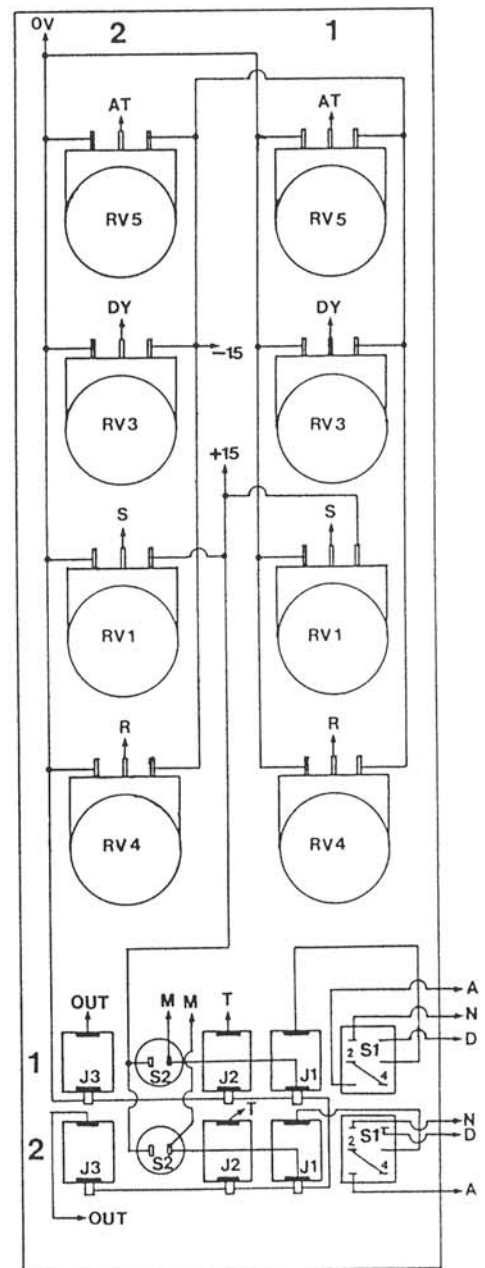 0V
2 1
AT AT
RV5 RV5
DY DY
-15
RV3 RV3
+15
S S
RV1 RV1
R R
RV4 RV4
OUT M M T
A
N
D
1
J3 S2 J2 J1 2 S1 4
T
N
D
2
J3 S2 J2 J1 2 S1 4
A
OUT